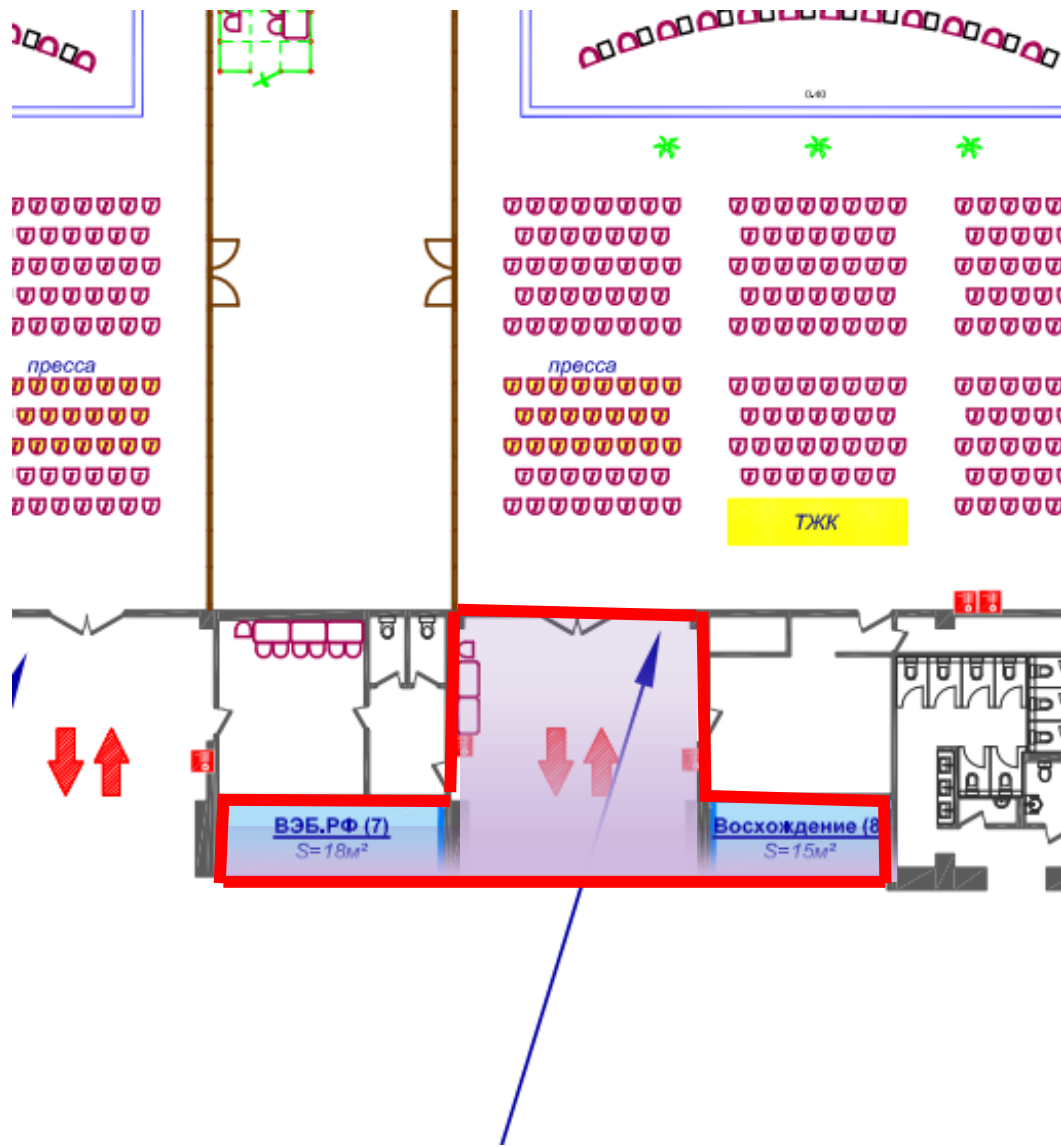 0.40
пресса
пресса
ТЖК
ВЭБ.РФ (7)
S=18м²
Восхождение (8
S=15м²